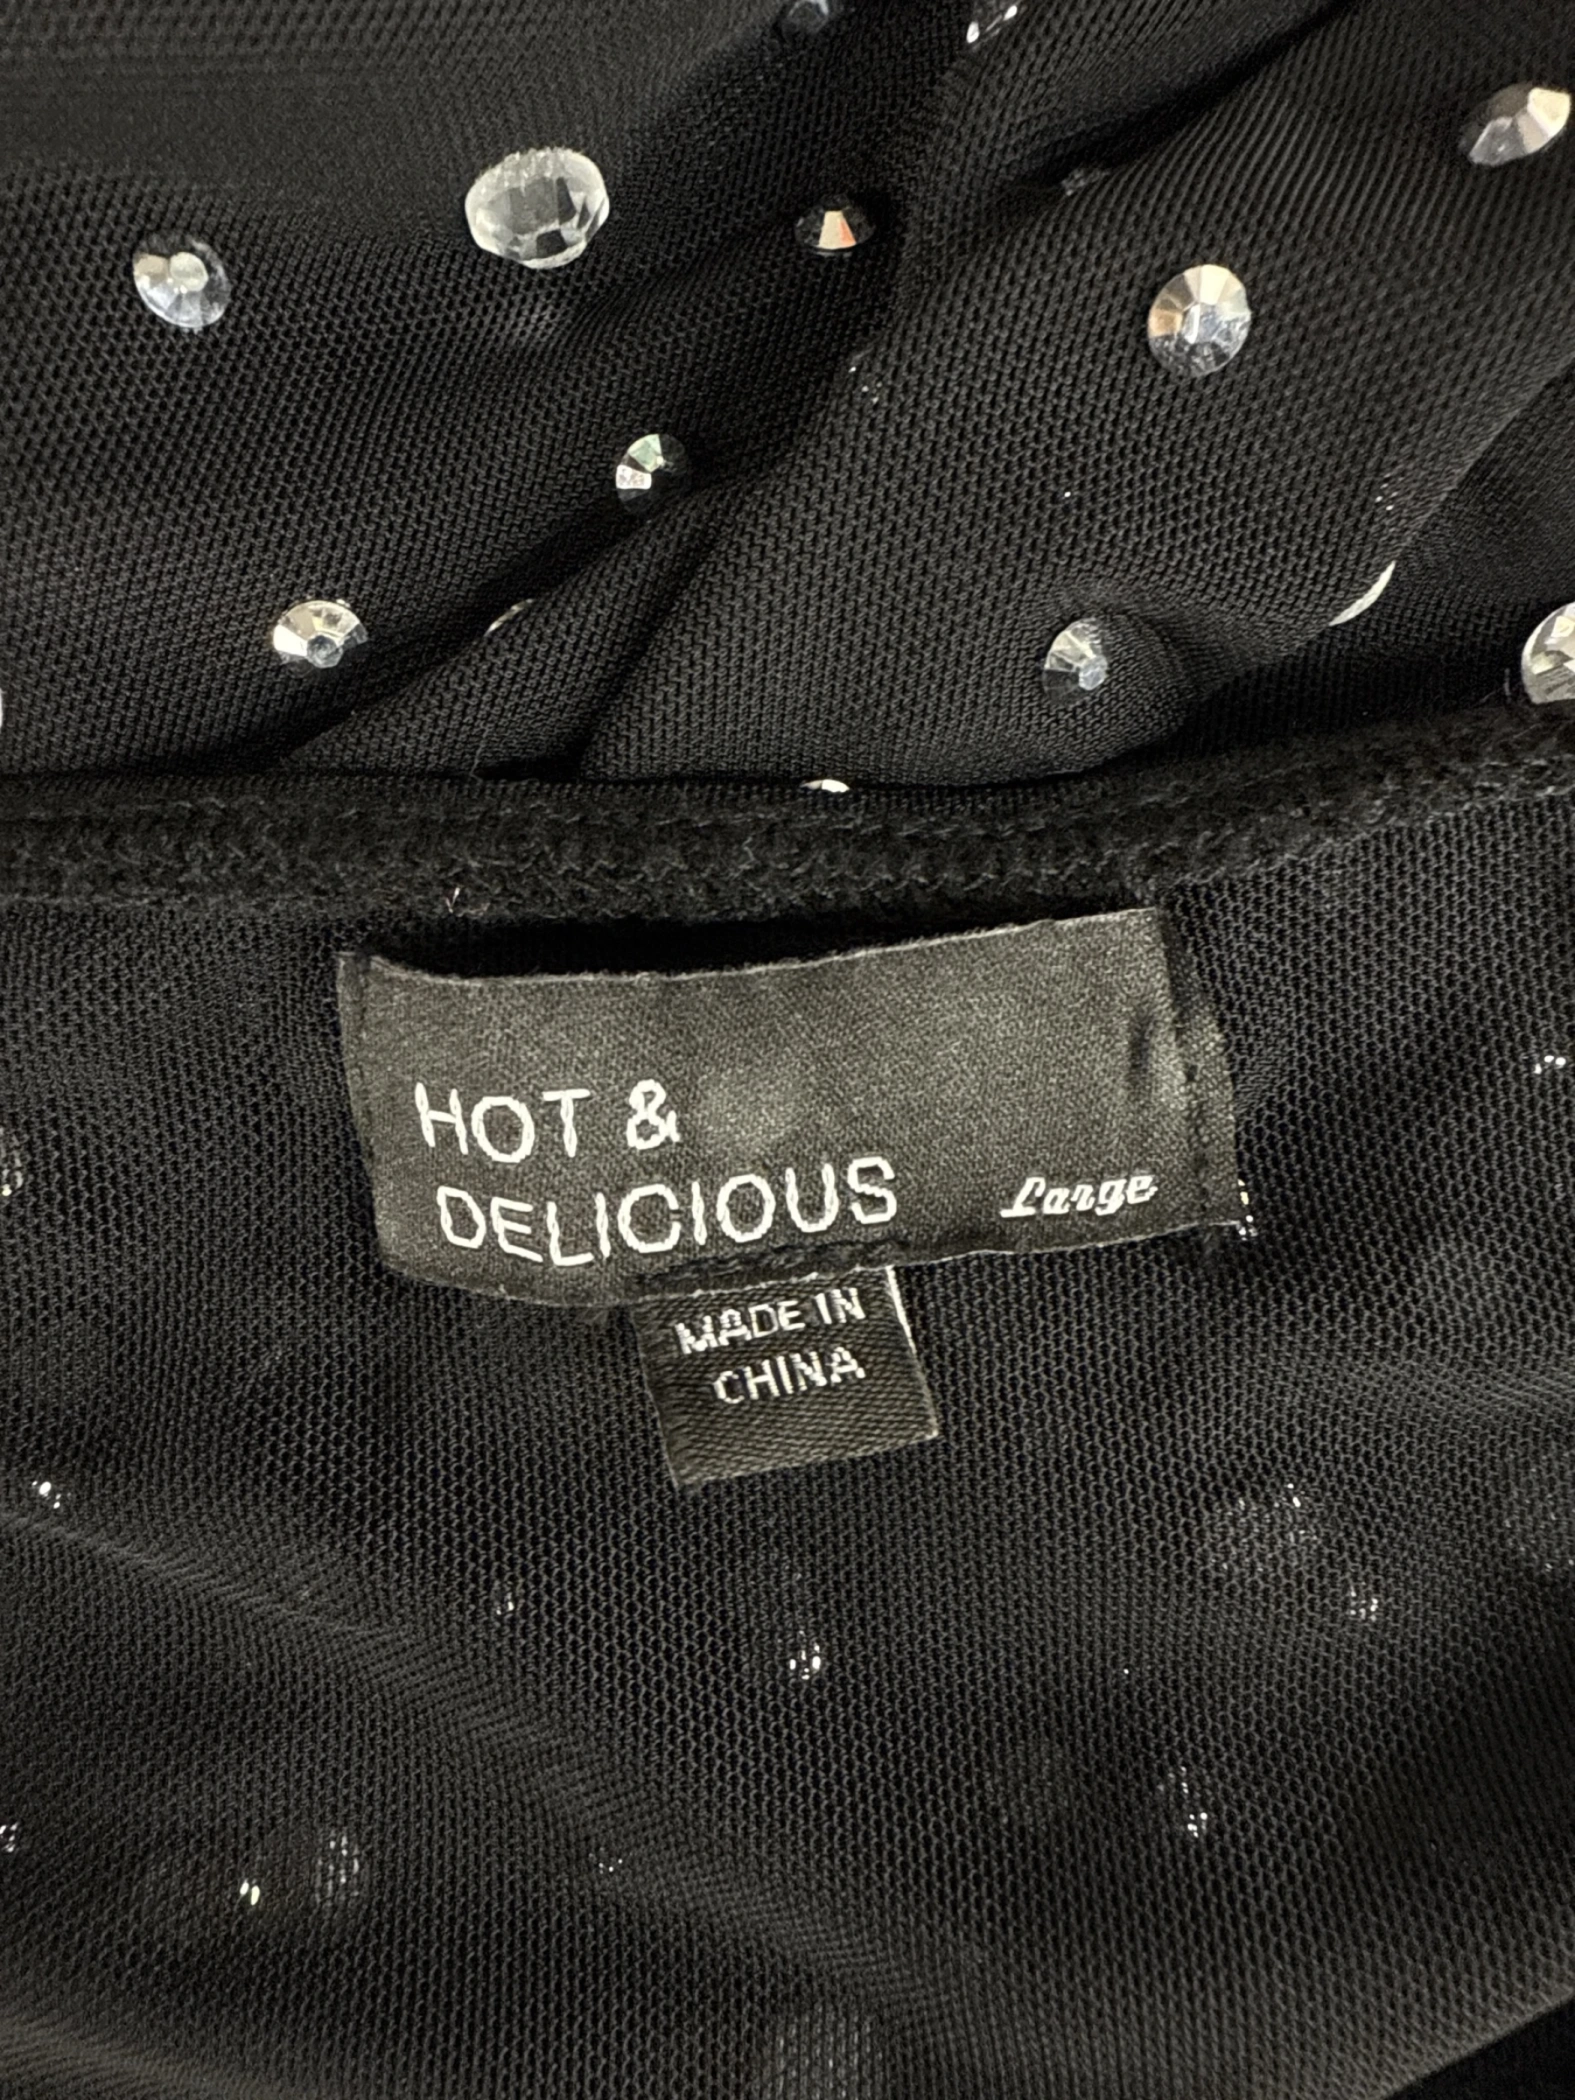 HOT &
DELICIOUS
Large
MADE IN
CHINA